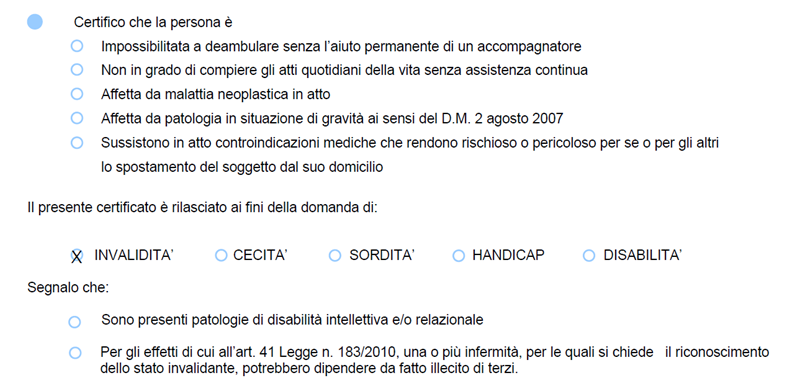 Certifico che la persona è
Impossibilitata a deambulare senza l'aiuto permanente di un accompagnatore
Non in grado di compiere gli atti quotidiani della vita senza assistenza continua
Affetta da malattia neoplastica in atto
Affetta da patologia in situazione di gravità ai sensi del D.M. 2 agosto 2007
Sussistono in atto controindicazioni mediche che rendono rischioso o pericoloso per se o per gli altri
lo spostamento del soggetto dal suo domicilio
Il presente certificato è rilasciato ai fini della domanda di:
X INVALIDITA' CECITA' SORDITA' HANDICAP DISABILITA'
Segnalo che:
Sono presenti patologie di disabilità intellettiva e/o relazionale
Per gli effetti di cui all'art. 41 Legge n. 183/2010, una o più infermità, per le quali si chiede il riconoscimento
dello stato invalidante, potrebbero dipendere da fatto illecito di terzi.